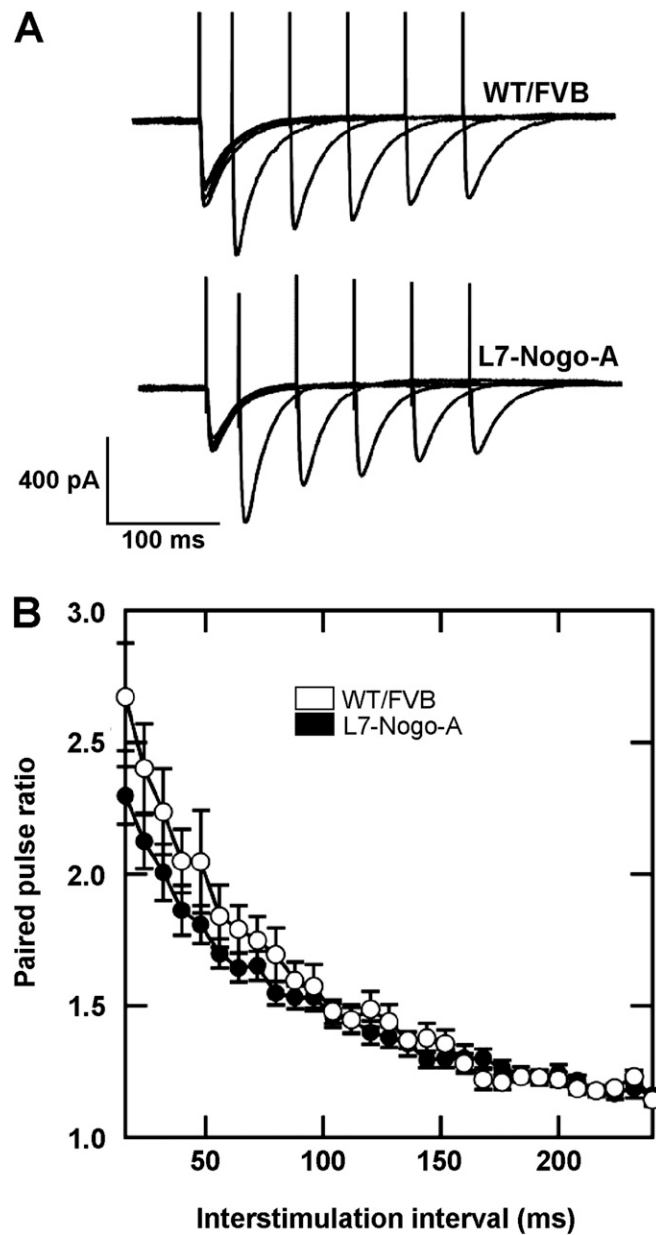 A
WT/FVB
L7-Nogo-A
400 pA
100 ms
B
3.0
2.5
2.0
1.5
1.0
WT/FVB
L7-Nogo-A
Paired pulse ratio
50
100
150
200
Interstimulation interval (ms)